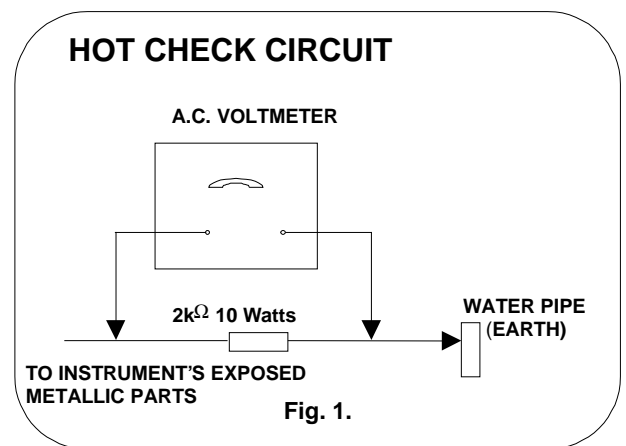 HOT CHECK CIRCUIT
A.C. VOLTMETER
2kΩ 10 Watts
WATER PIPE
(EARTH)
TO INSTRUMENT'S EXPOSED
METALLIC PARTS
Fig. 1.